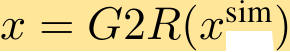 x = G2R(x^sim)